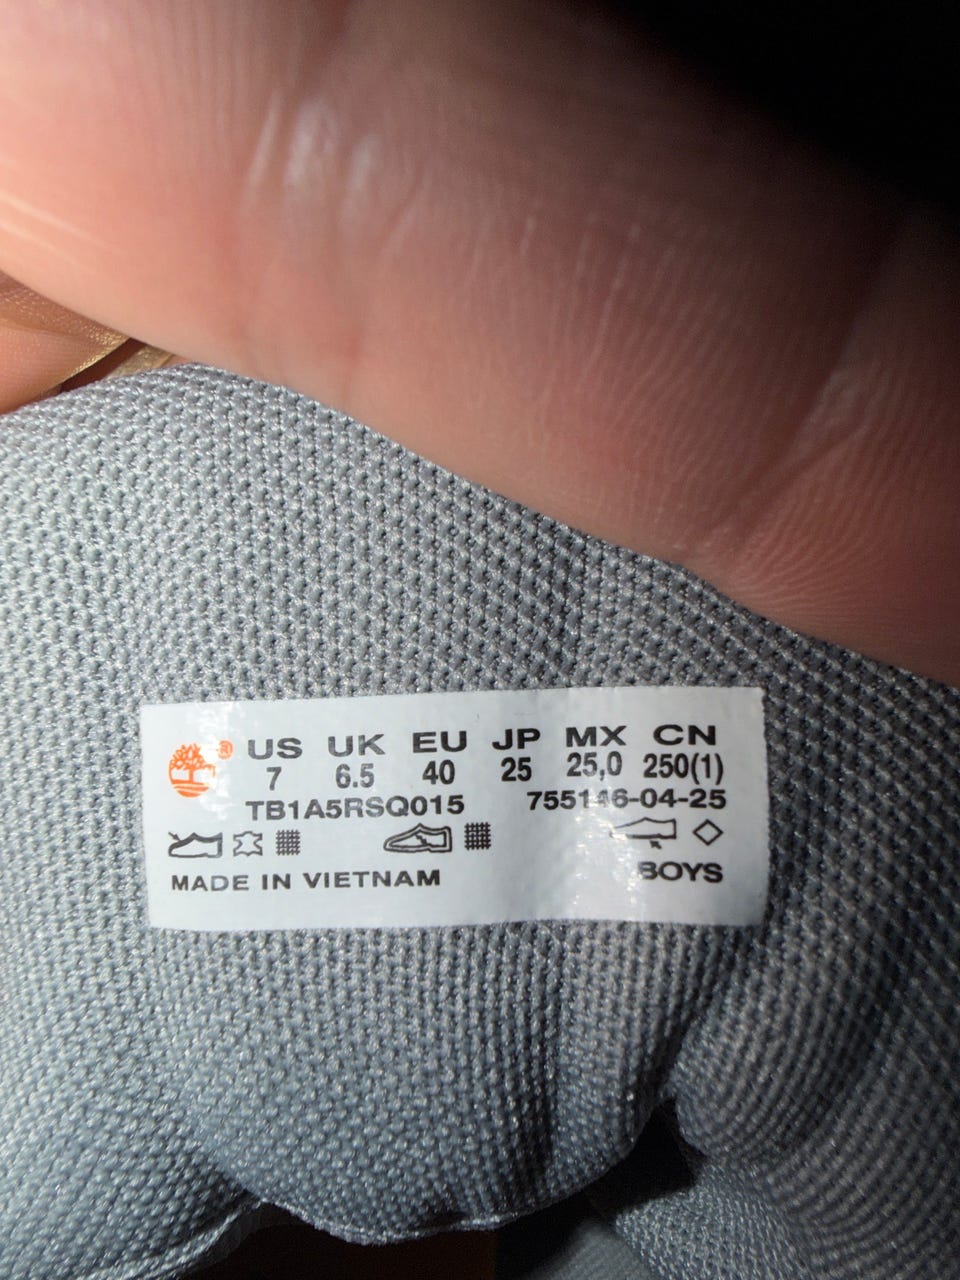 ® US UK EU JP MX CN
7 6.5 40 25 25,0 250(1)
TB1A5RSQ015 755146-04-25
MADE IN VIETNAM BOYS